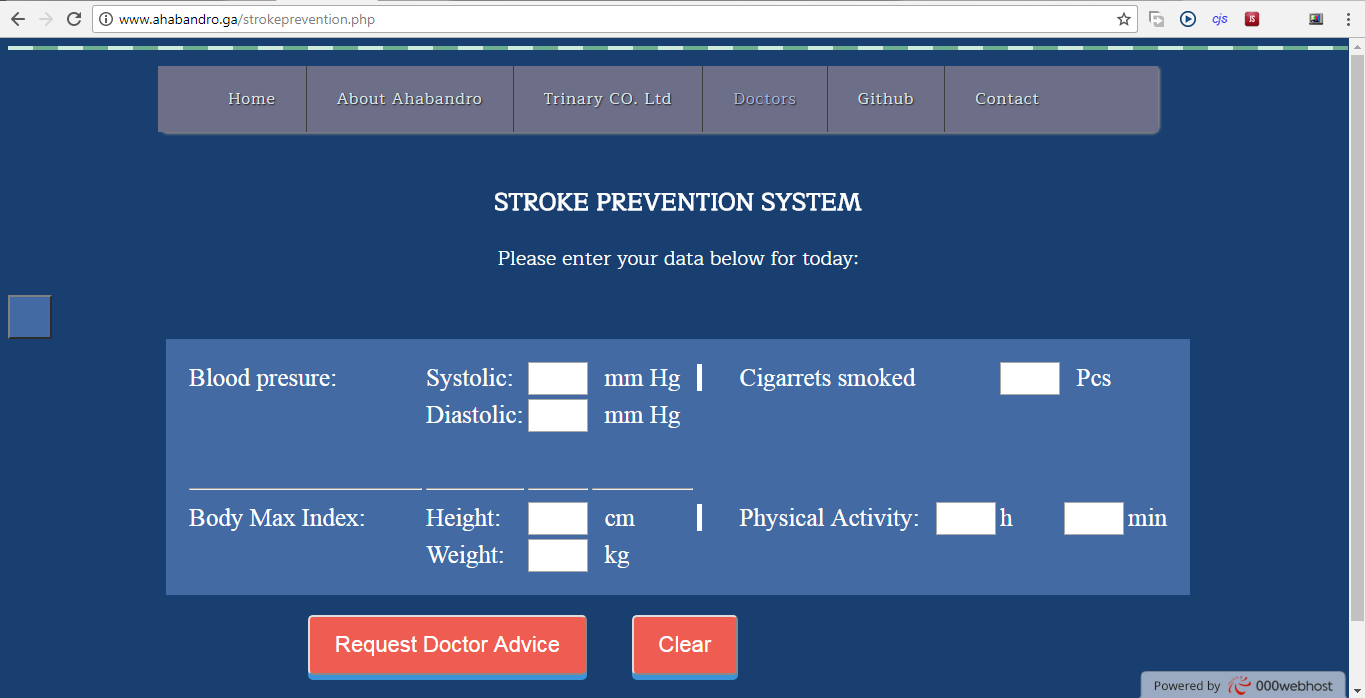 www.ahabandro.ga/strokeprevention.php
cjs
JS
Home About Ahabandro Trinary CO. Ltd Doctors Github Contact
STROKE PREVENTION SYSTEM
Please enter your data below for today:
Blood presure: Systolic: mm Hg Cigarrets smoked Pcs
Diastolic: mm Hg
Body Max Index: Height: cm Physical Activity: h min
Weight: kg
Request Doctor Advice Clear
Powered by 000webhost